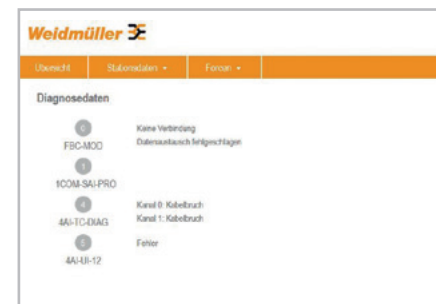 Weidmüller
Übersicht Stationsdaten Forcen
Diagnosedaten
0
FBC-MOD
Keine Verbindung
Datenaustausch fehlgeschlagen
1
1COM-SAI-PRO
4
4AI-TC-DIAG
Kanal 0: Kabelbruch
Kanal 1: Kabelbruch
5
4AI-UI-12
Fehler